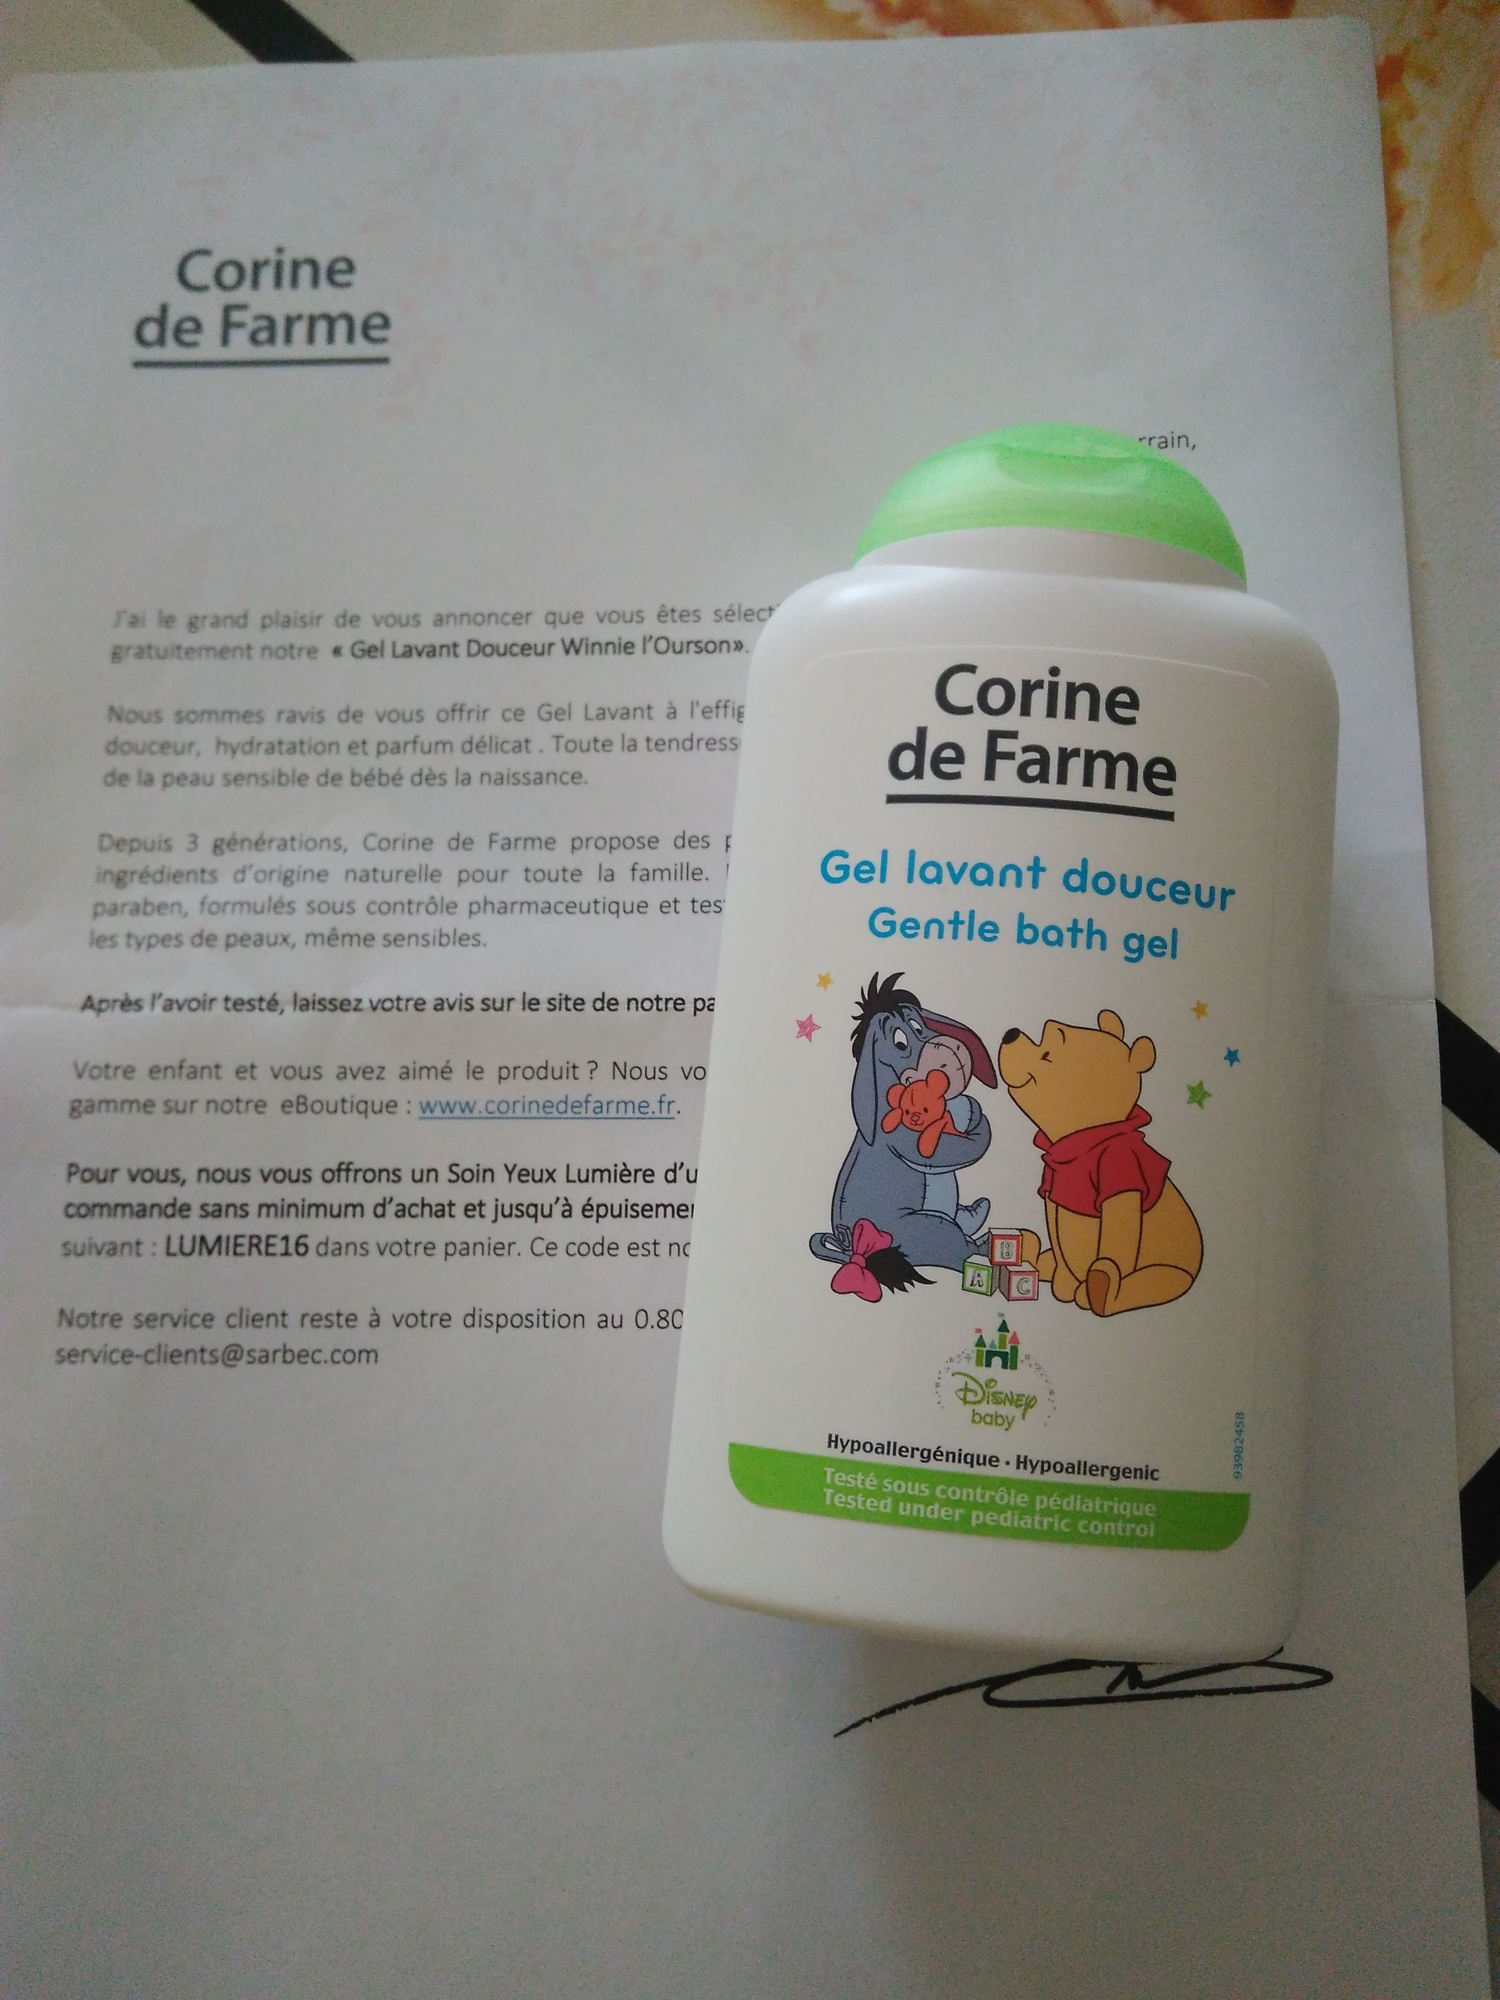 Corine
de Farme
J'ai le grand plaisir de vous annoncer que vous êtes
gratuitement notre « Gel Lavant Douceur Winnie l'Ourson».
Nous sommes ravis de vous offrir ce Gel Lavant à
douceur, hydratation et parfum délicat . Toute la
de la peau sensible de bébé dès la naissance.
Depuis 3 générations, Corine de Farme propose des
ingrédients d'origine naturelle pour toute la famille.
paraben, formulés sous contrôle pharmaceutique et
les types de peaux, même sensibles.
Après l'avoir testé, laissez votre avis sur le site de notre
Votre enfant et vous avez aimé le produit ? Nous
gamme sur notre eBoutique : www.corinedefarme.fr.
Pour vous, nous vous offrons un Soin Yeux Lumière
commande sans minimum d'achat et jusqu'à
suivant : LUMIERE16 dans votre panier. Ce code est
Notre service client reste à votre disposition au 0.80
service-clients@sarbec.com
Corine
de Farme
Gel lavant douceur
Gentle bath gel
B
A C
Disney
baby
Hypoallergénique · Hypoallergenic
Testé sous contrôle pédiatrique
Tested under pediatric control
93982458